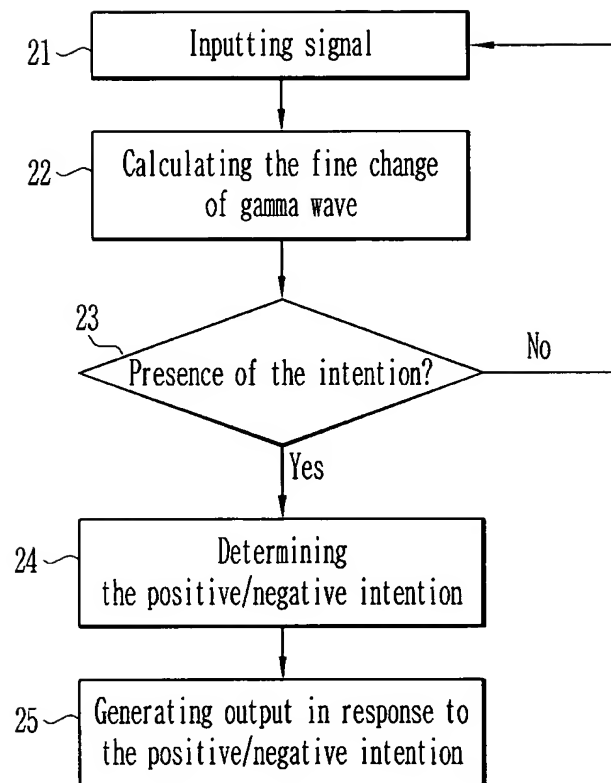 21
Inputting signal
22
Calculating the fine change
of gamma wave
23
Presence of the intention?
No
Yes
24
Determining
the positive/negative intention
25
Generating output in response to
the positive/negative intention